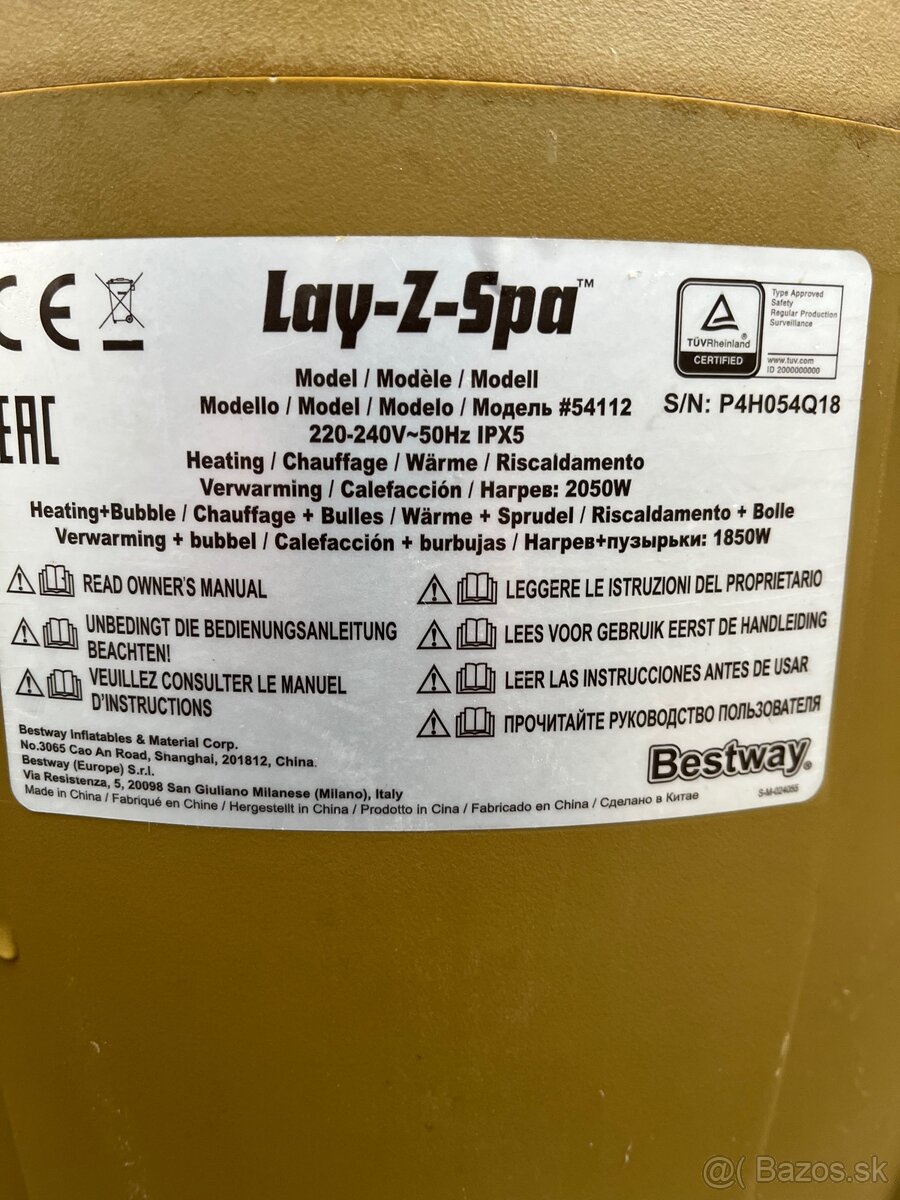 CE
Lay-Z-Spa™
TÜVRheinland®
CERTIFIED
Type Approved
Safety
Regular Production
Surveillance
www.tuv.com
ID 2000000000
EAC
Model / Modèle / Modell
Modello / Model / Modelo / Модель #54112
S/N: P4H054Q18
220-240V~50Hz IPX5
Heating / Chauffage / Wärme / Riscaldamento
Verwarming / Calefacción / Нагрев: 2050W
Heating+Bubble / Chauffage + Bulles / Wärme + Sprudel / Riscaldamento + Bolle
Verwarming + bubbel / Calefacción + burbujas / Нагрев+пузырьки: 1850W
READ OWNER'S MANUAL
UNBEDINGT DIE BEDIENUNGSANLEITUNG
BEACHTEN!
VEUILLEZ CONSULTER LE MANUEL
D'INSTRUCTIONS
LEGGERE LE ISTRUZIONI DEL PROPRIETARIO
LEES VOOR GEBRUIK EERST DE HANDLEIDING
LEER LAS INSTRUCCIONES ANTES DE USAR
ПРОЧИТАЙТЕ РУКОВОДСТВО ПОЛЬЗОВАТЕЛЯ
Bestway Inflatables & Material Corp.
No.3065 Cao An Road, Shanghai, 201812, China.
Bestway (Europe) S.r.l.
Via Resistenza, 5, 20098 San Giuliano Milanese (Milano), Italy
Made in China / Fabriqué en Chine / Hergestellt in China / Prodotto in Cina / Fabricado en China / Сделано в Китае
Bestway®
S-M-024055
@( Bazos.sk